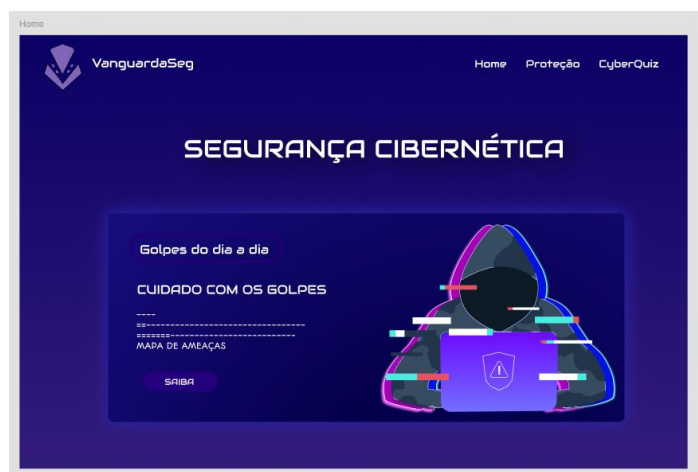 Home
VanguardaSeg
Home Proteção CyberQuiz
SEGURANÇA CIBERNÉTICA
Golpes do dia a dia
CUIDADO COM OS GOLPES
----
==---------------------------------
=======--------------------------
MAPA DE AMEAÇAS
SAIBA